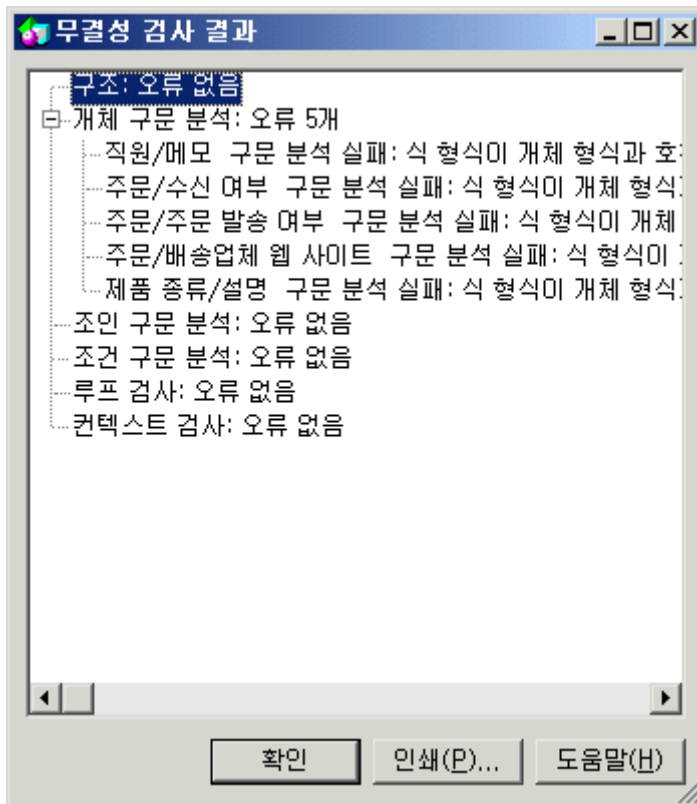 무결성 검사 결과
구조: 오류 없음
개체 구문 분석: 오류 5개
직원/메모 구문 분석 실패: 식 형식이 개체 형식과
주문/수신 여부 구문 분석 실패: 식 형식이 개체
주문/주문 발송 여부 구문 분석 실패: 식 형식이 개체
주문/배송업체 웹 사이트 구문 분석 실패: 식 형식이
제품 종류/설명 구문 분석 실패: 식 형식이 개체
조인 구문 분석: 오류 없음
조건 구문 분석: 오류 없음
루프 검사: 오류 없음
컨텍스트 검사: 오류 없음
확인
인쇄(P)...
도움말(H)